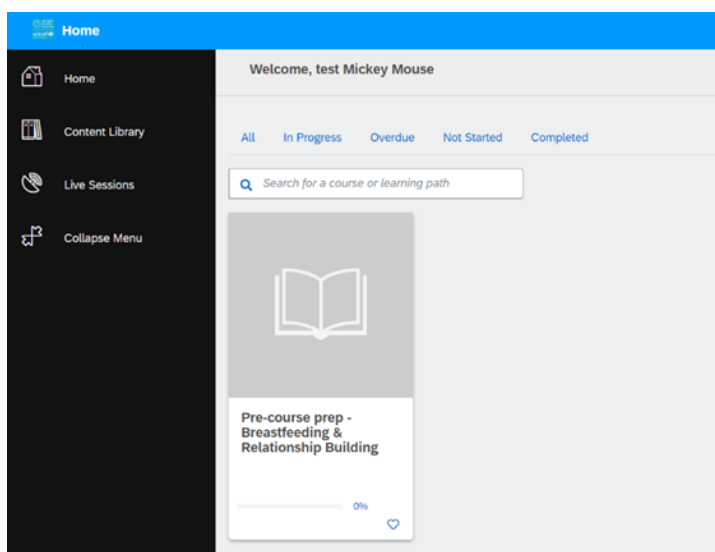 Home
Welcome, test Mickey Mouse
Home
Content Library
Live Sessions
Collapse Menu
All In Progress Overdue Not Started Completed
Search for a course or learning path
Pre-course prep -
Breastfeeding &
Relationship Building
0%